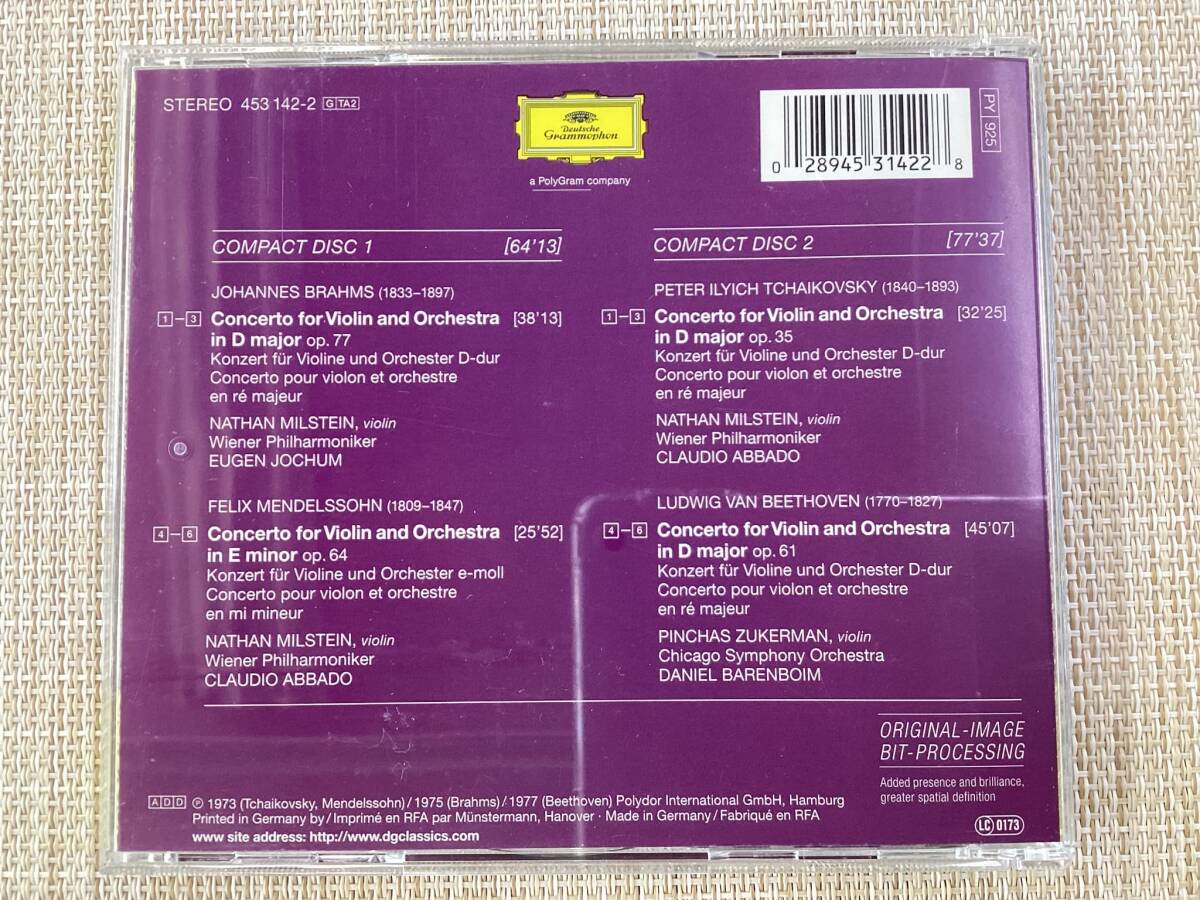 STEREO 453 142-2 G TA2
Deutsche
Grammophon
a PolyGram company
0 28945 31422 8
PY 925
COMPACT DISC 1 [64'13]
JOHANNES BRAHMS (1833–1897)
1–3 Concerto for Violin and Orchestra [38'13]
in D major op. 77
Konzert für Violine und Orchester D-dur
Concerto pour violon et orchestre
en ré majeur
NATHAN MILSTEIN, violin
Wiener Philharmoniker
EUGEN JOCHUM
FELIX MENDELSSOHN (1809–1847)
4–6 Concerto for Violin and Orchestra [25'52]
in E minor op. 64
Konzert für Violine und Orchester e-moll
Concerto pour violon et orchestre
en mi mineur
NATHAN MILSTEIN, violin
Wiener Philharmoniker
CLAUDIO ABBADO
COMPACT DISC 2 [77'37]
PETER ILYICH TCHAIKOVSKY (1840–1893)
1–3 Concerto for Violin and Orchestra [32'25]
in D major op. 35
Konzert für Violine und Orchester D-dur
Concerto pour violon et orchestre
en ré majeur
NATHAN MILSTEIN, violin
Wiener Philharmoniker
CLAUDIO ABBADO
LUDWIG VAN BEETHOVEN (1770–1827)
4–6 Concerto for Violin and Orchestra [45'07]
in D major op. 61
Konzert für Violine und Orchester D-dur
Concerto pour violon et orchestre
en ré majeur
PINCHAS ZUKERMAN, violin
Chicago Symphony Orchestra
DANIEL BARENBOIM
ORIGINAL-IMAGE
BIT-PROCESSING
Added presence and brilliance,
greater spatial definition
ADD ℗ 1973 (Tchaikovsky, Mendelssohn) / 1975 (Brahms) / 1977 (Beethoven) Polydor International GmbH, Hamburg
Printed in Germany by / Imprimé en RFA par Münstermann, Hanover · Made in Germany / Fabriqué en RFA
www site address: http://www.dgclassics.com
LC 0173